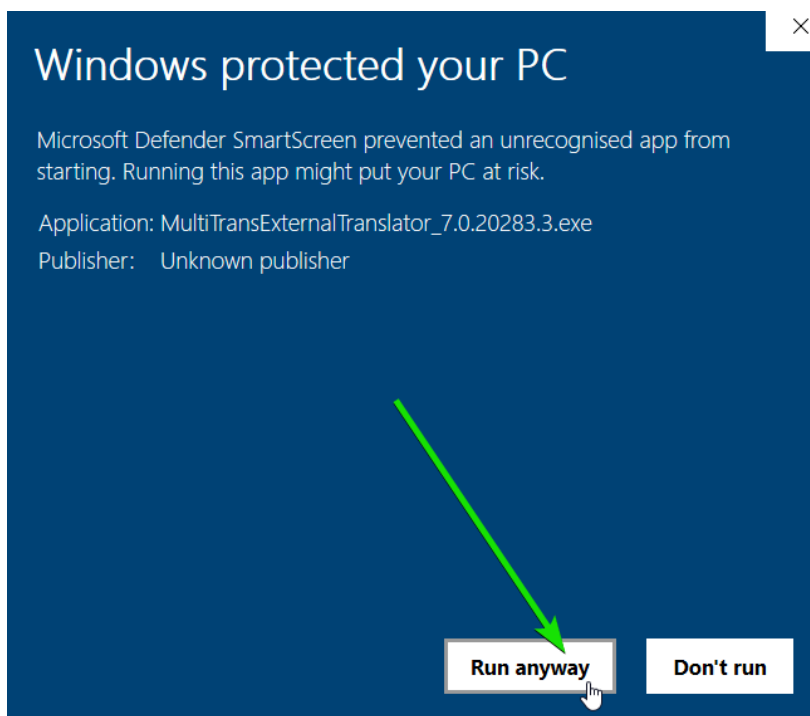 Windows protected your PC
Microsoft Defender SmartScreen prevented an unrecognised app from
starting. Running this app might put your PC at risk.
Application: MultiTransExternalTranslator_7.0.20283.3.exe
Publisher: Unknown publisher
Run anyway Don't run